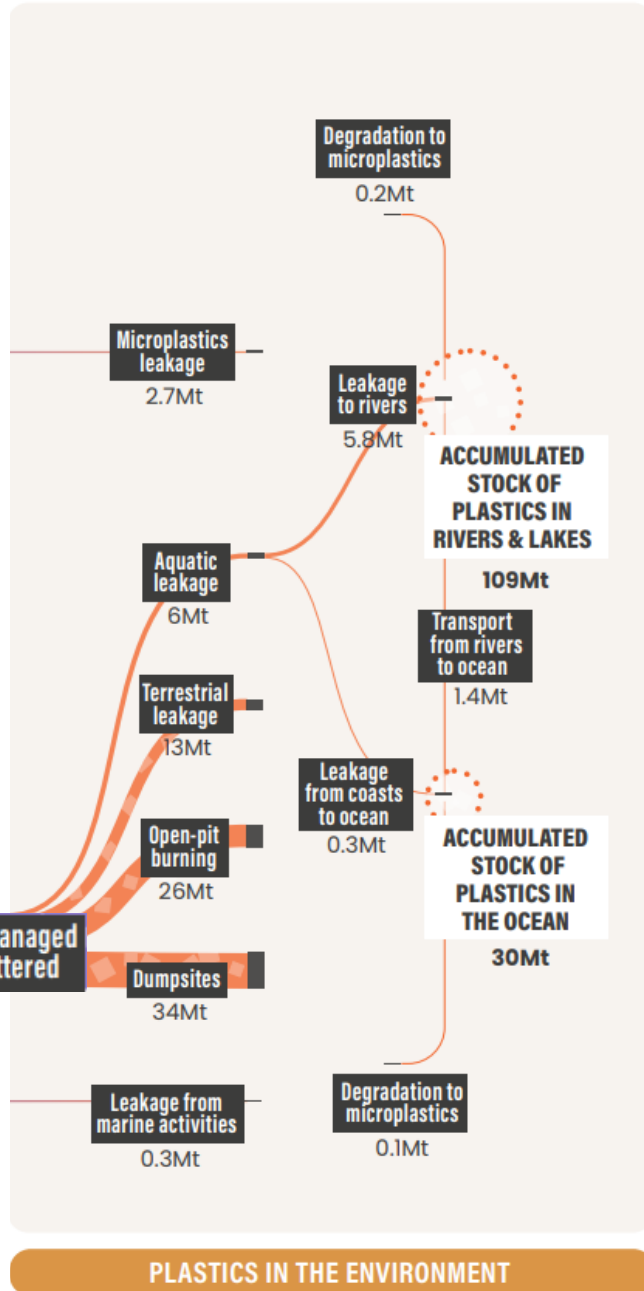 Degradation to
microplastics
0.2Mt
Microplastics
leakage
2.7Mt
Leakage
to rivers
5.8Mt
ACCUMULATED
STOCK OF
PLASTICS IN
RIVERS & LAKES
109Mt
Aquatic
leakage
6Mt
Transport
from rivers
to ocean
1.4Mt
Terrestrial
leakage
13Mt
Leakage
from coasts
to ocean
0.3Mt
Open-pit
burning
26Mt
ACCUMULATED
STOCK OF
PLASTICS IN
THE OCEAN
30Mt
anaged
ttered
Dumpsites
34Mt
Leakage from
marine activities
0.3Mt
Degradation to
microplastics
0.1Mt
PLASTICS IN THE ENVIRONMENT